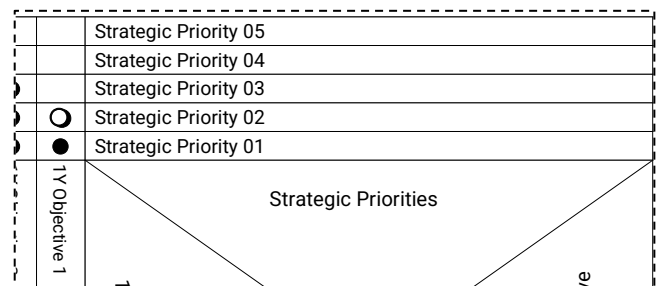 Strategic Priority 05
Strategic Priority 04
Strategic Priority 03
Strategic Priority 02
Strategic Priority 01
1Y Objective 1
Strategic Priorities